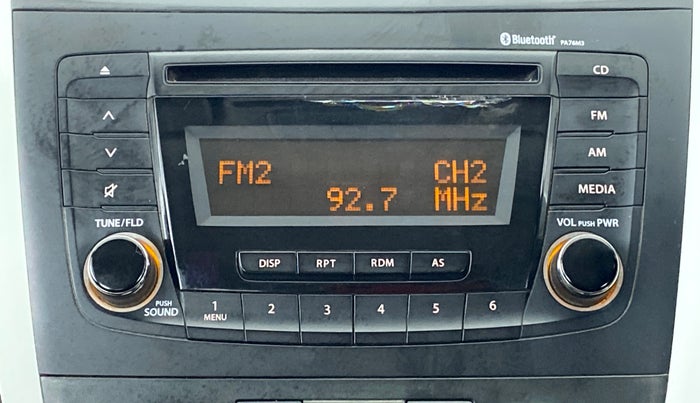 Bluetooth PA76M3
CD
FM
AM
MEDIA
FM2 CH2
92.7 MHz
TUNE/FLD
VOL PUSH PWR
DISP RPT RDM AS
PUSH
SOUND
1 2 3 4 5 6
MENU